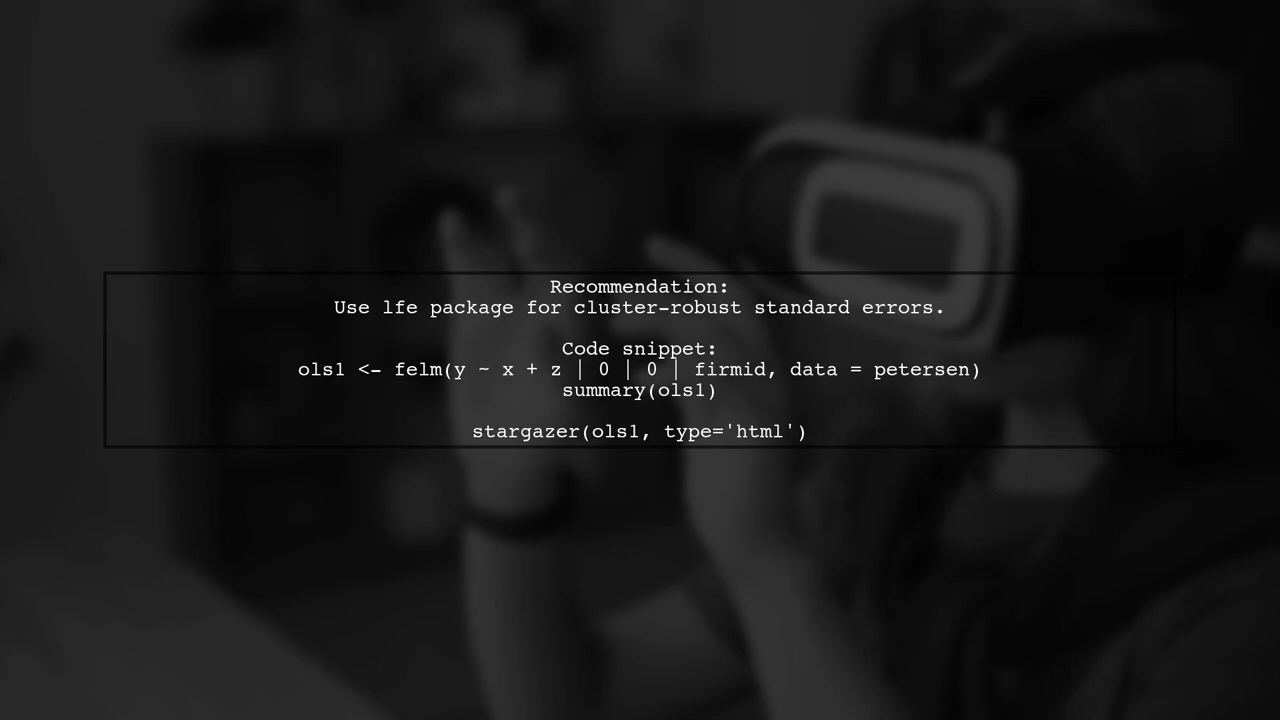 Recommendation:
Use lfe package for cluster-robust standard errors.
Code snippet:
ols1 <- felm(y ~ x + z | 0 | 0 | firmid, data = petersen)
summary(ols1)
stargazer(ols1, type='html')